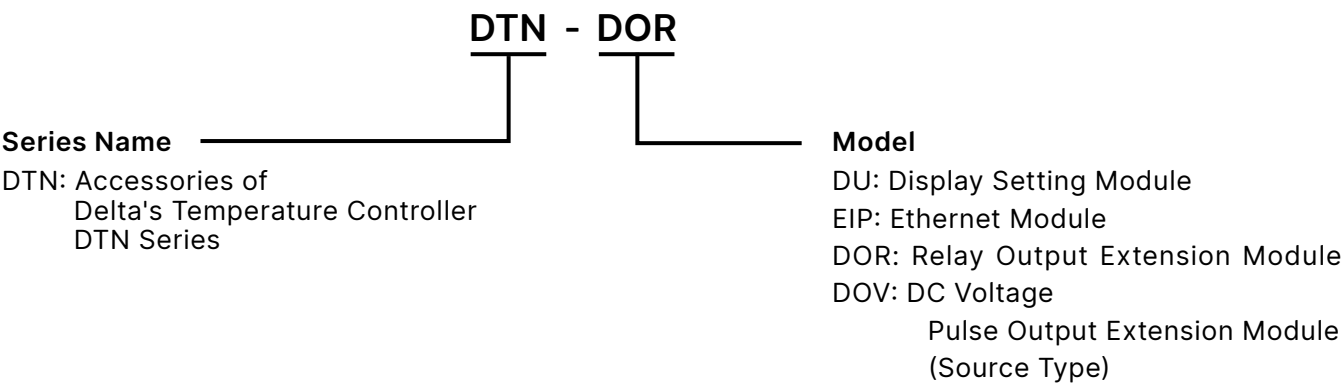 DTN - DOR
Series Name
DTN: Accessories of
Delta's Temperature Controller
DTN Series
Model
DU: Display Setting Module
EIP: Ethernet Module
DOR: Relay Output Extension Module
DOV: DC Voltage
Pulse Output Extension Module
(Source Type)